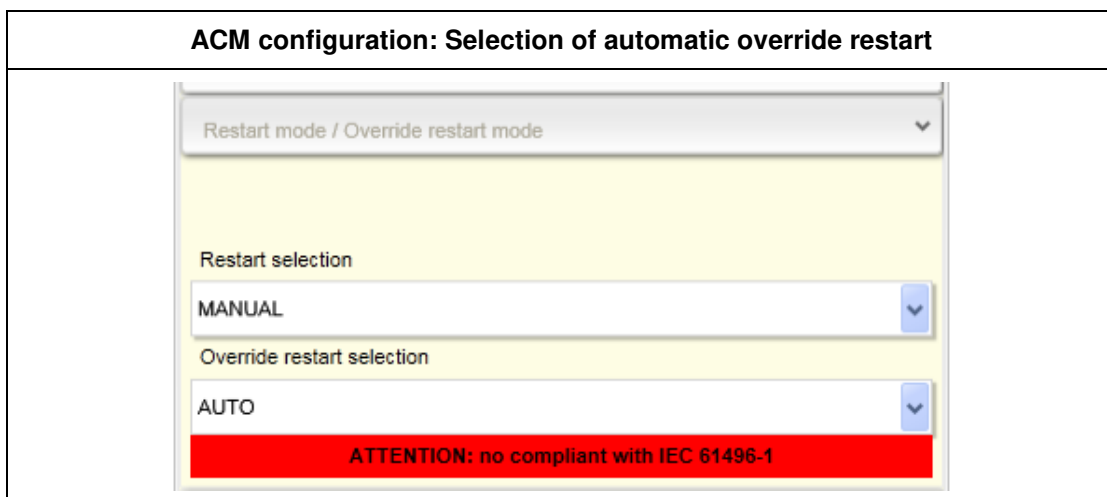 ACM configuration: Selection of automatic override restart
Restart mode / Override restart mode
Restart selection
MANUAL
Override restart selection
AUTO
ATTENTION: no compliant with IEC 61496-1